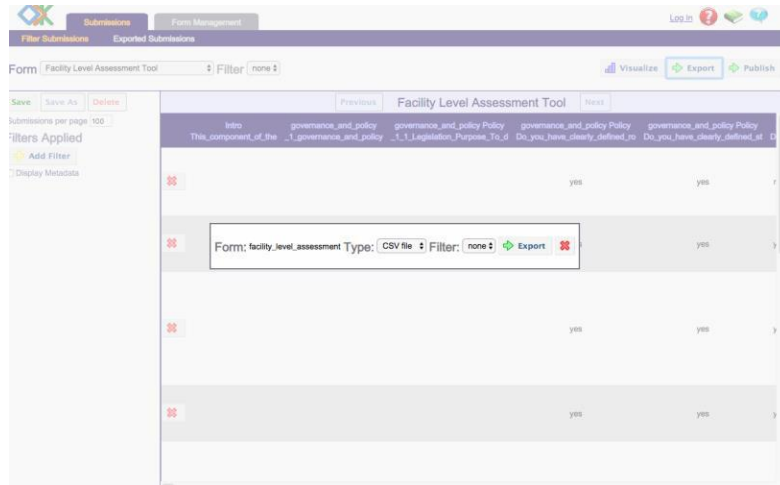 Submissions Form Management Log In
Filter Submissions Exported Submissions
Form Facility Level Assessment Tool Filter none Visualize Export Publish
Save Save As Delete Previous Facility Level Assessment Tool Next
Submissions per page 100
Filters Applied
Add Filter
Display Metadata
Intro governance_and_policy governance_and_policy Policy governance_and_policy Policy governance_and_policy Policy
This_component_of_the _1_governance_and_policy _1_1_Legislation_Purpose_To_d Do_you_have_clearly_defined_ro Do_you_have_clearly_defined_st D
yes yes r
Form: facility_level_assessment Type: CSV file Filter: none Export
s yes y
yes yes y
yes yes y